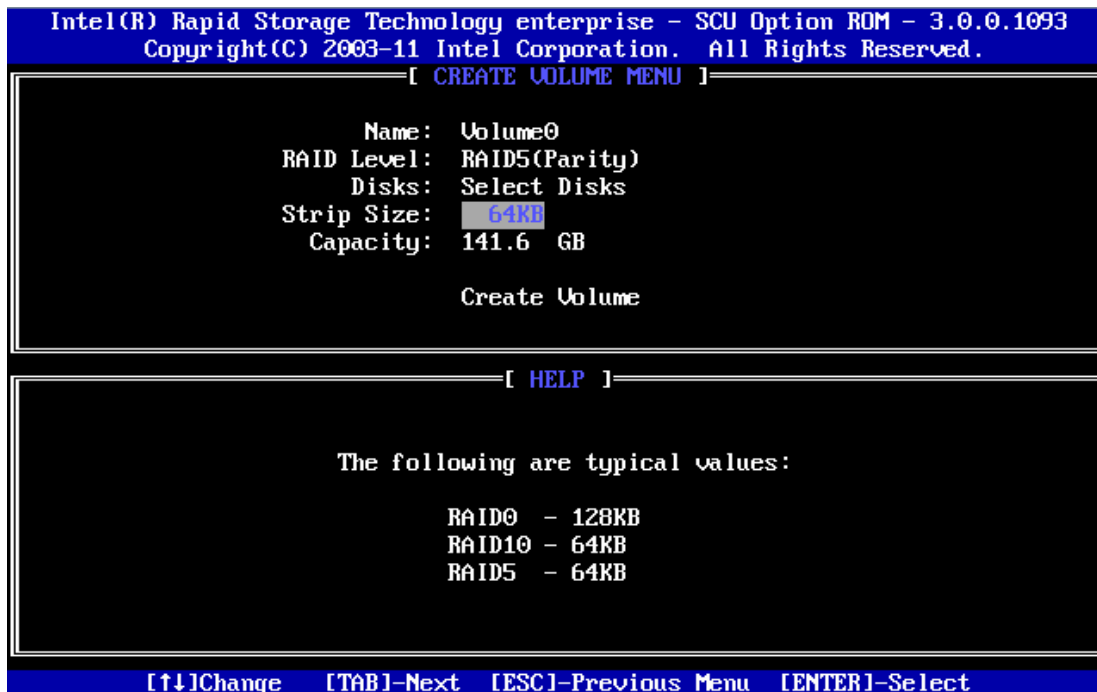 Intel(R) Rapid Storage Technology enterprise - SCU Option ROM - 3.0.0.1093
Copyright(C) 2003-11 Intel Corporation.  All Rights Reserved.
[ CREATE VOLUME MENU ]
Name:  Volume0
RAID Level:  RAID5(Parity)
Disks:  Select Disks
Strip Size:  64KB
Capacity:  141.6  GB
Create Volume
[ HELP ]
The following are typical values:
RAID0  - 128KB
RAID10 - 64KB
RAID5  - 64KB
[↑↓]Change  [TAB]-Next  [ESC]-Previous Menu  [ENTER]-Select